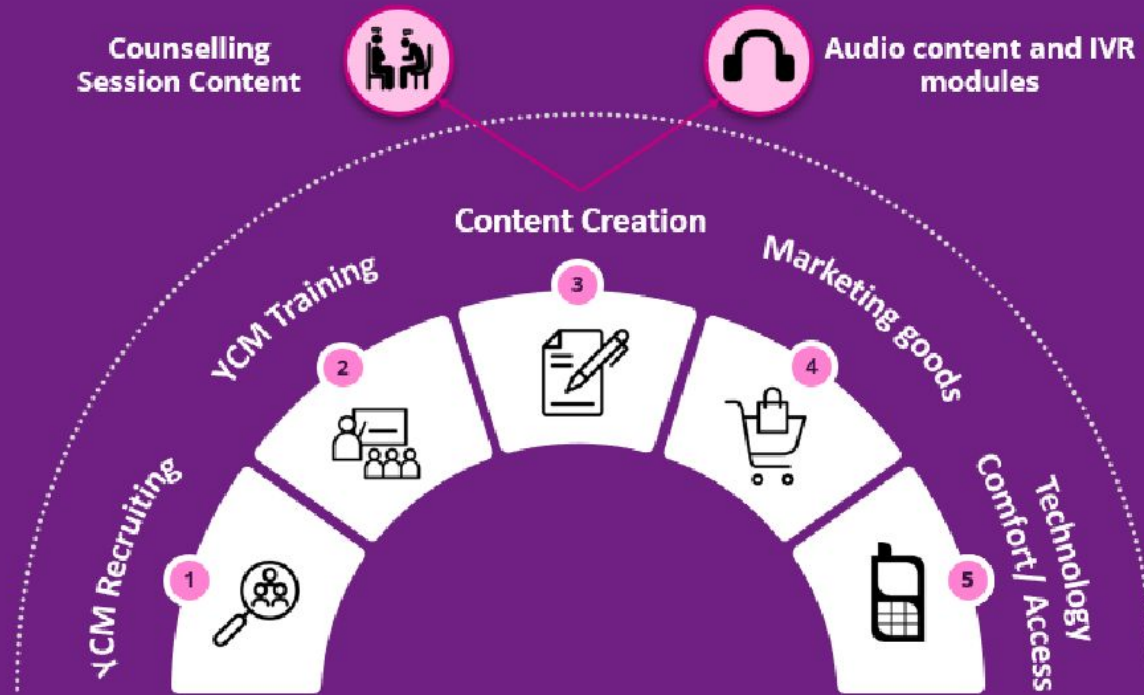 Counselling
Session Content
Audio content and IVR
modules
Content Creation
YCM Recruiting
1
YCM Training
2
3
Marketing goods
4
Technology
Comfort/ Access
5